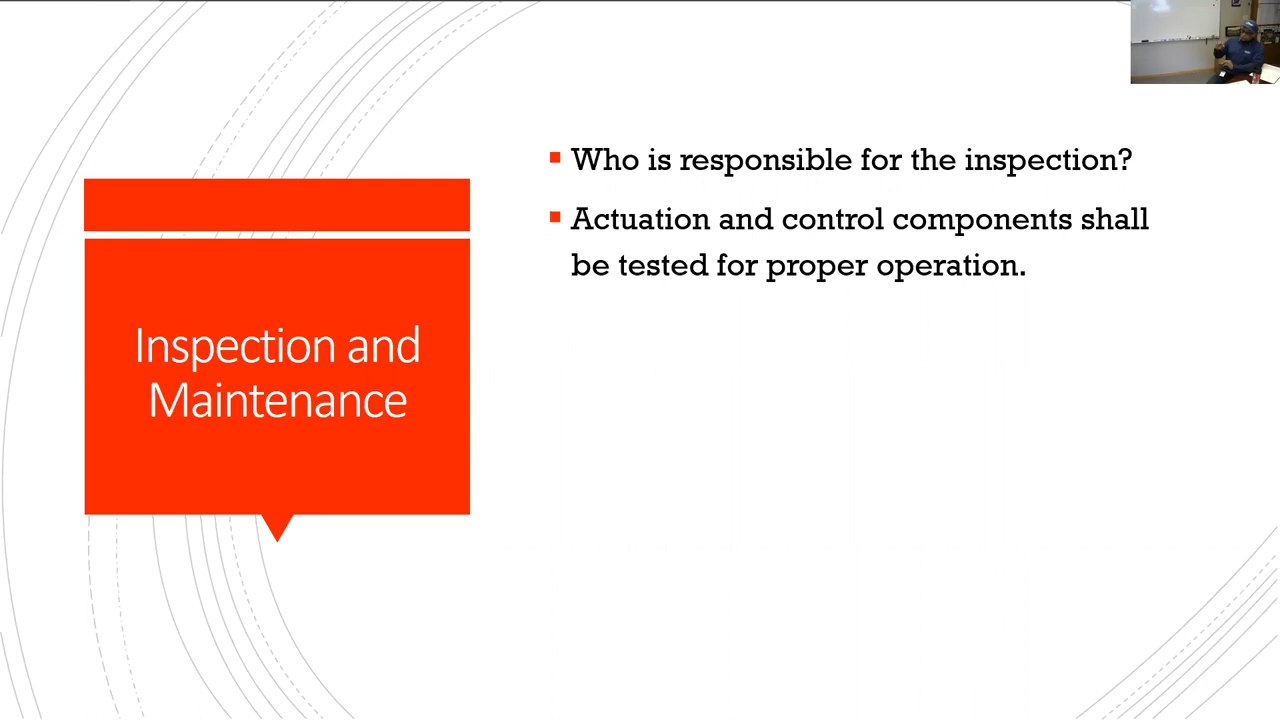 Who is responsible for the inspection?
Actuation and control components shall
be tested for proper operation.
Inspection and
Maintenance